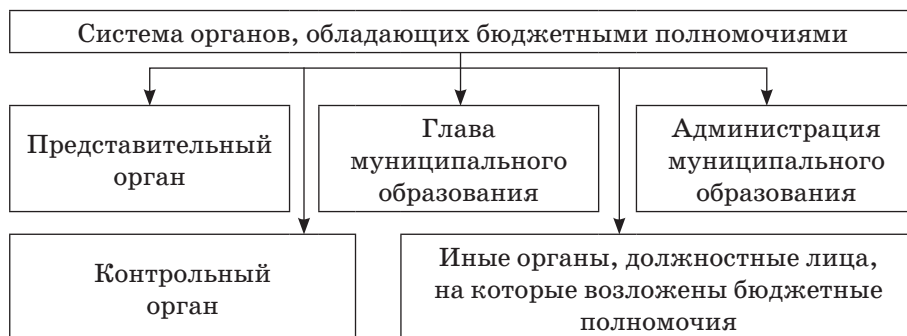 Система органов, обладающих бюджетными полномочиями
Представительный
орган
Глава
муниципального
образования
Администрация
муниципального
образования
Контрольный
орган
Иные органы, должностные лица,
на которые возложены бюджетные
полномочия